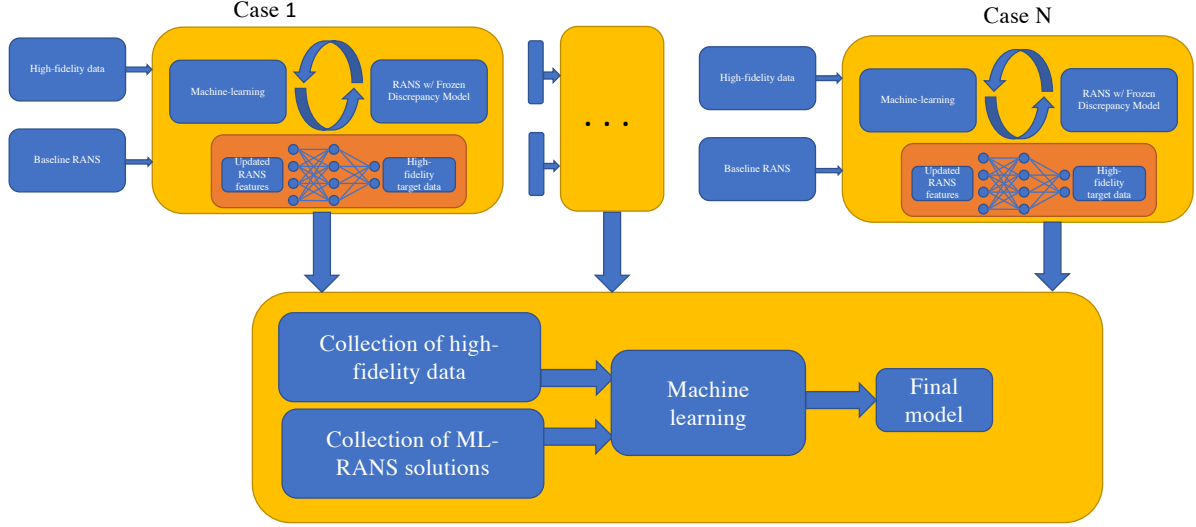 Case 1
High-fidelity data
Baseline RANS
Machine-learning
RANS w/ Frozen
Discrepancy Model
Updated
RANS
features
High-
fidelity
target data
. . .
Case N
High-fidelity data
Baseline RANS
Machine-learning
RANS w/ Frozen
Discrepancy Model
Updated
RANS
features
High-
fidelity
target data
Collection of high-
fidelity data
Collection of ML-
RANS solutions
Machine
learning
Final
model